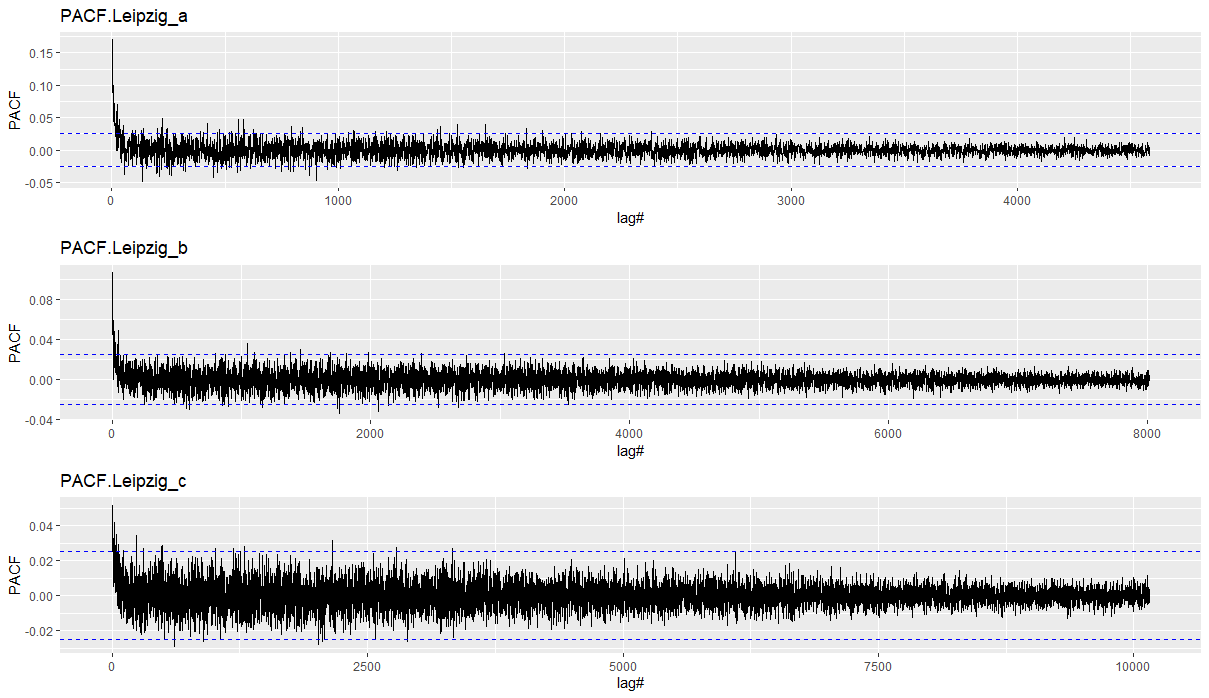 PACF.Leipzig_a
PACF
0.15
0.10
0.05
0.00
-0.05
0 1000 2000 3000 4000
lag#
PACF.Leipzig_b
PACF
0.08
0.04
0.00
-0.04
0 2000 4000 6000 8000
lag#
PACF.Leipzig_c
PACF
0.04
0.02
0.00
-0.02
0 2500 5000 7500 10000
lag#